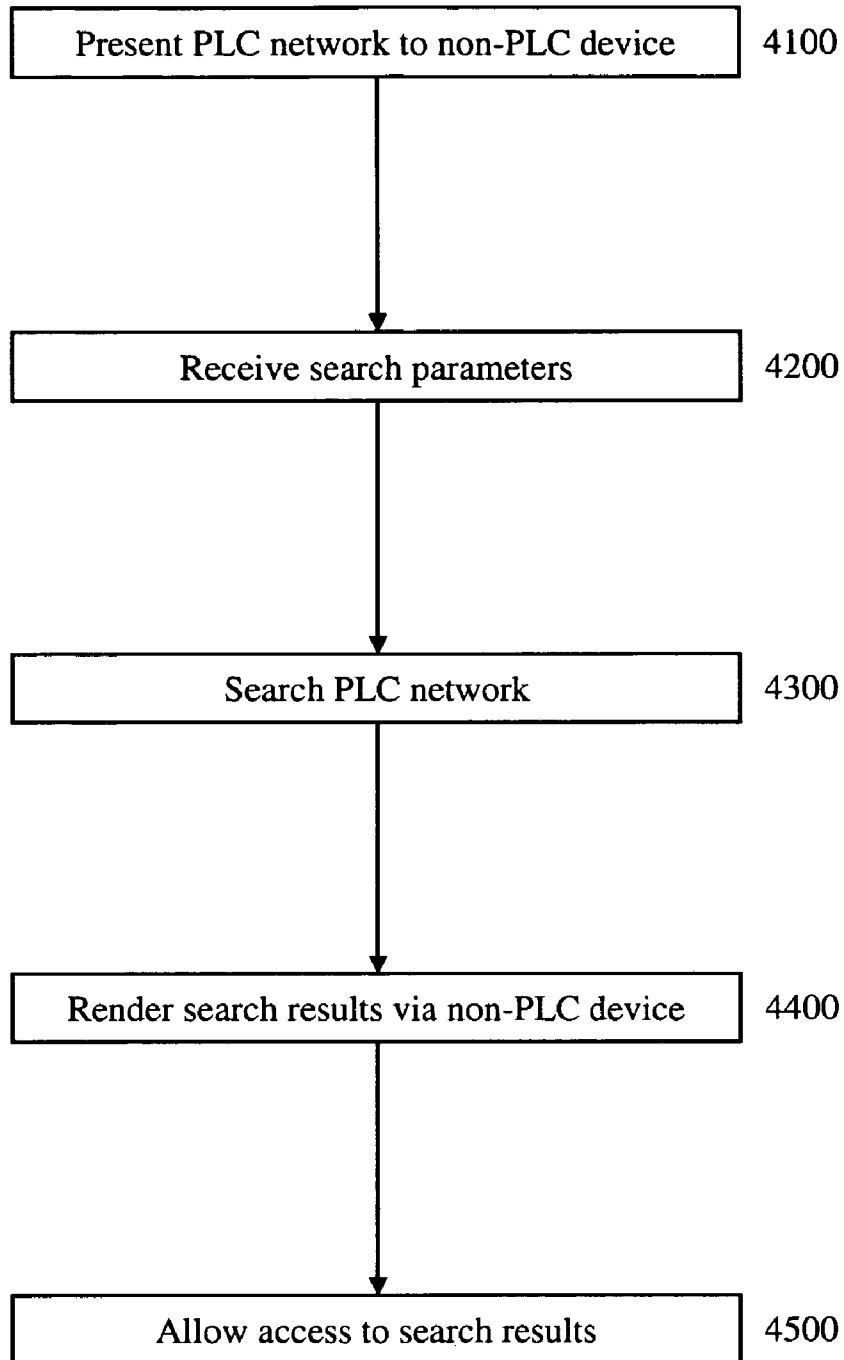 Present PLC network to non-PLC device 4100
Receive search parameters 4200
Search PLC network 4300
Render search results via non-PLC device 4400
Allow access to search results 4500